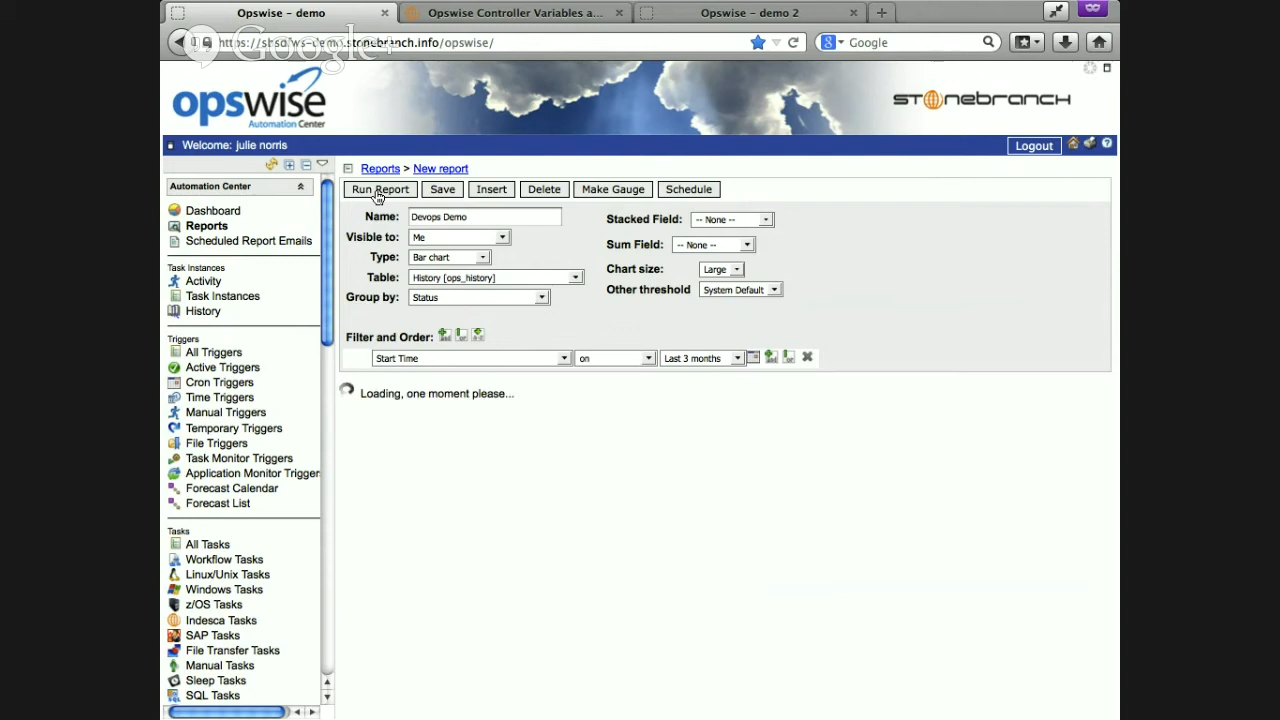 Opswise – demo
Opswise Controller Variables a...
Opswise – demo 2
Google+
stonebranch.info/opswise/
Google
opswise
Automation Center
STONEBRANCH
Welcome: julie norris
Logout
Automation Center
Dashboard
Reports
Scheduled Report Emails
Task Instances
Activity
Task Instances
History
Triggers
All Triggers
Active Triggers
Cron Triggers
Time Triggers
Manual Triggers
Temporary Triggers
File Triggers
Task Monitor Triggers
Application Monitor Trigger
Forecast Calendar
Forecast List
Tasks
All Tasks
Workflow Tasks
Linux/Unix Tasks
Windows Tasks
z/OS Tasks
Indesca Tasks
SAP Tasks
File Transfer Tasks
Manual Tasks
Sleep Tasks
SQL Tasks
Reports > New report
Run Report Save Insert Delete Make Gauge Schedule
Name: Devops Demo
Visible to: Me
Type: Bar chart
Table: History [ops_history]
Group by: Status
Stacked Field: -- None --
Sum Field: -- None --
Chart size: Large
Other threshold System Default
Filter and Order:
Start Time on Last 3 months
Loading, one moment please...